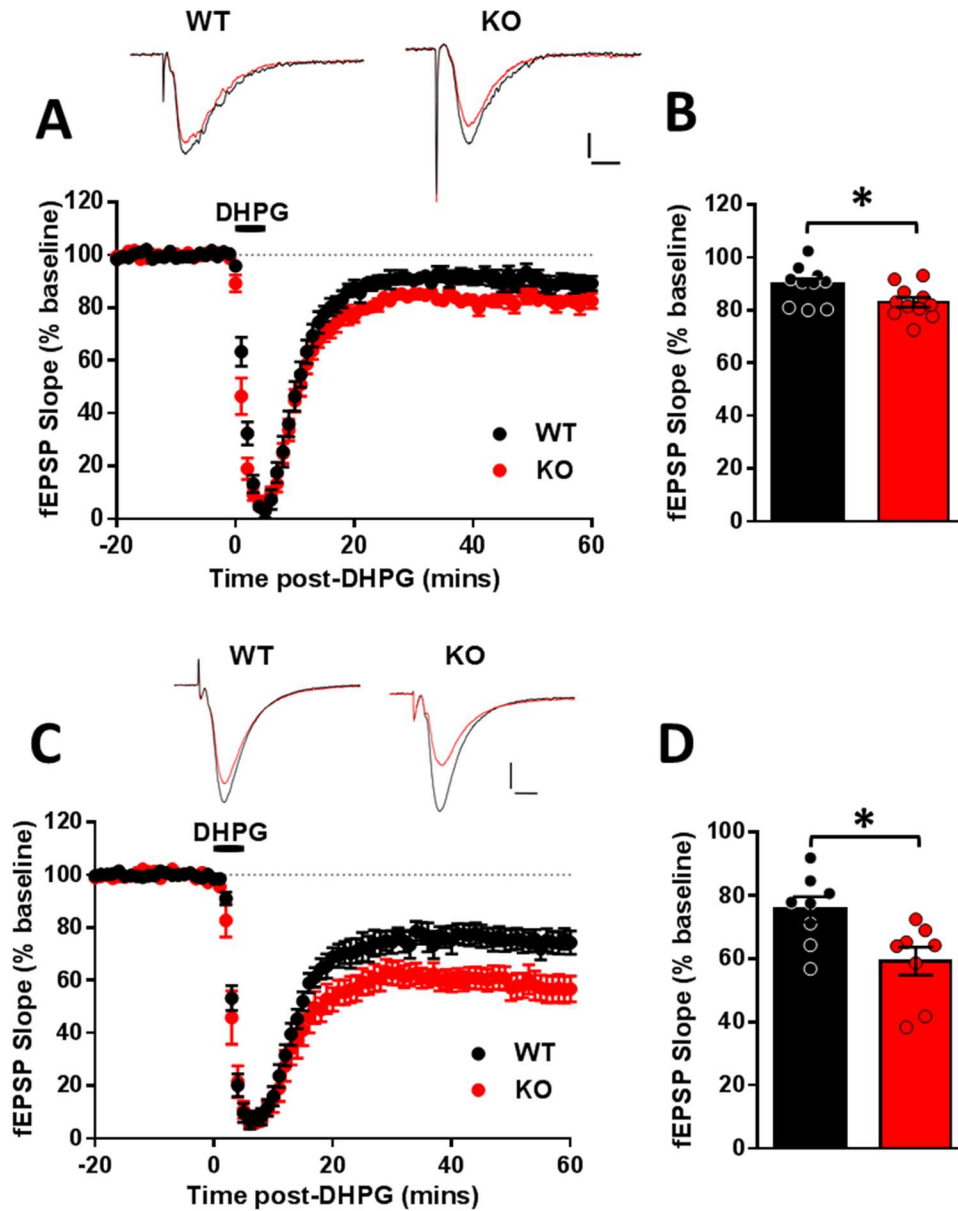 WT KO
A
B
fEPSP Slope (% baseline)
120
100
80
60
40
20
0
DHPG
WT
KO
-20 0 20 40 60
Time post-DHPG (mins)
fEPSP Slope (% baseline)
120
100
80
60
40
20
0
*
WT KO
C
D
fEPSP Slope (% baseline)
120
100
80
60
40
20
0
DHPG
WT
KO
-20 0 20 40 60
Time post-DHPG (mins)
fEPSP Slope (% baseline)
100
80
60
40
20
0
*